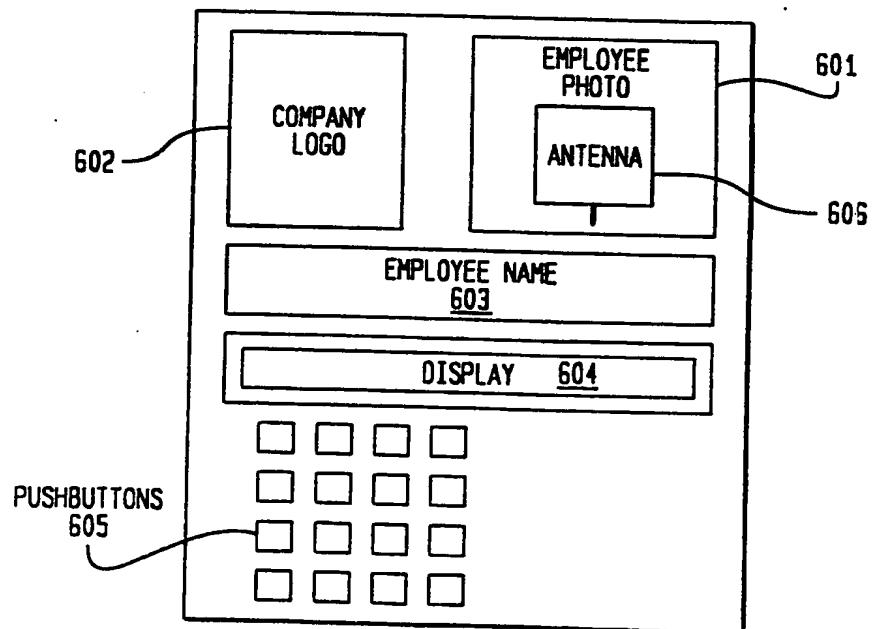 EMPLOYEE
PHOTO
601
COMPANY
LOGO
602
ANTENNA
606
EMPLOYEE NAME
603
DISPLAY 604
PUSHBUTTONS
605